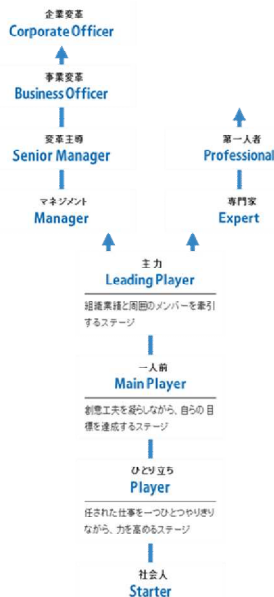 企業変革
Corporate Officer
事業変革
Business Officer
変革主導
Senior Manager
マネジメント
Manager
第一人者
Professional
専門家
Expert
主力
Leading Player
組織業績と周囲のメンバーを牽引
するステージ
一人前
Main Player
創意工夫を凝らしながら、自らの目
標を達成するステージ
ひとり立ち
Player
任された仕事を一つひとつやりきり
ながら、力を高めるステージ
社会人
Starter